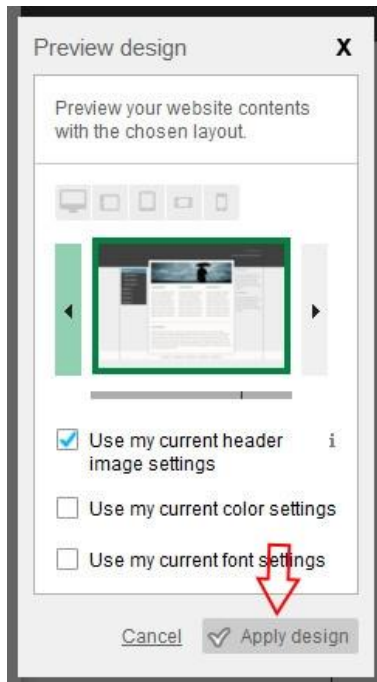 Preview design X
Preview your website contents
with the chosen layout.
Use my current header i
image settings
Use my current color settings
Use my current font settings
Cancel Apply design